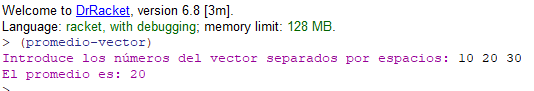 Welcome to DrRacket, version 6.8 [3m].
Language: racket, with debugging; memory limit: 128 MB.
> (promedio-vector)
Introduce los números del vector separados por espacios: 10 20 30
El promedio es: 20
>